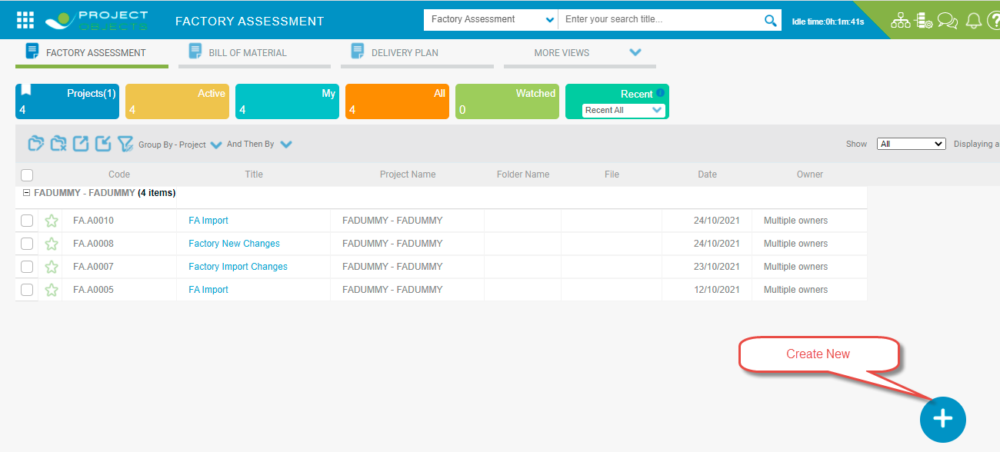 PROJECT OBJECTS FACTORY ASSESSMENT Factory Assessment Enter your search title... Idle time:0h:1m:41s ?
FACTORY ASSESSMENT BILL OF MATERIAL DELIVERY PLAN MORE VIEWS
Projects(1) Active My All Watched Recent i
4 4 4 4 0 Recent All
Group By - Project And Then By Show All Displaying a
Code Title Project Name Folder Name File Date Owner
FADUMMY - FADUMMY (4 items)
FA.A0010 FA Import FADUMMY - FADUMMY 24/10/2021 Multiple owners
FA.A0008 Factory New Changes FADUMMY - FADUMMY 24/10/2021 Multiple owners
FA.A0007 Factory Import Changes FADUMMY - FADUMMY 23/10/2021 Multiple owners
FA.A0005 FA Import FADUMMY - FADUMMY 12/10/2021 Multiple owners
Create New
+